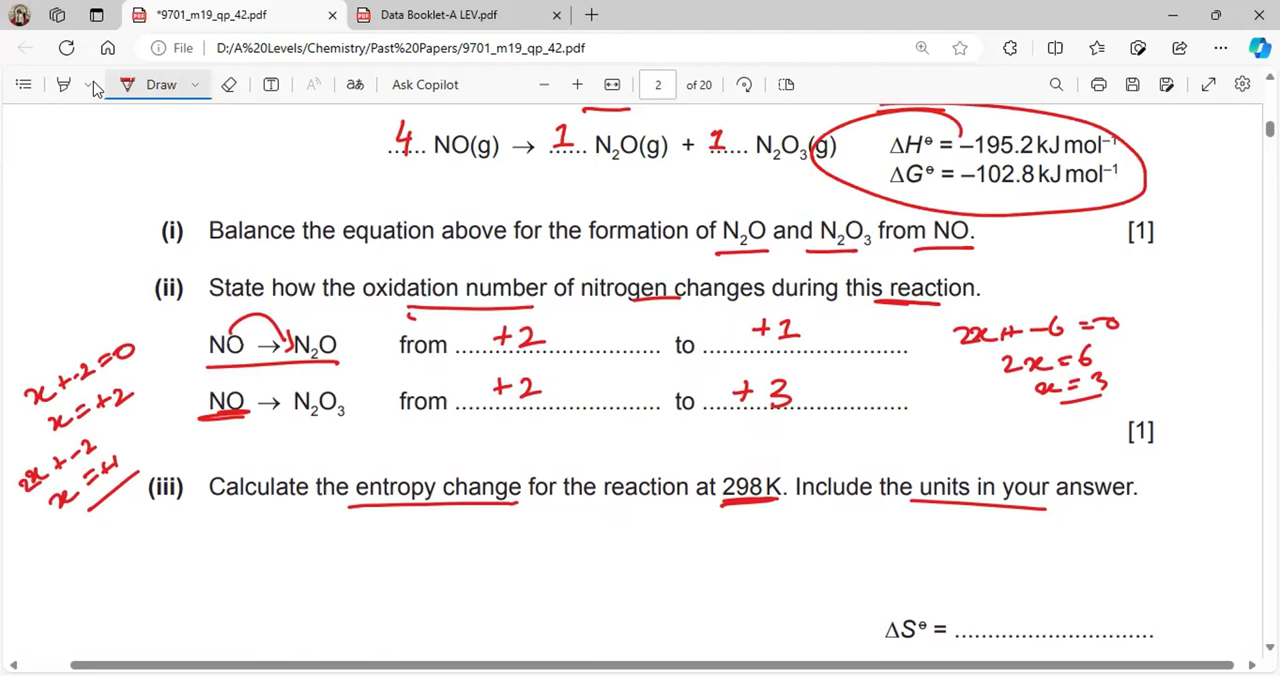 *9701_m19_qp_42.pdf
Data Booklet-A LEV.pdf
File D:/A%20Levels/Chemistry/Past%20Papers/9701_m19_qp_42.pdf
Draw aあ Ask Copilot 2 of 20
4 NO(g) → 1 N₂O(g) + 1 N₂O₃(g) ΔH⦵ = –195.2 kJ mol⁻¹
ΔG⦵ = –102.8 kJ mol⁻¹
(i) Balance the equation above for the formation of N₂O and N₂O₃ from NO. [1]
(ii) State how the oxidation number of nitrogen changes during this reaction.
NO → N₂O from +2 to +1
NO → N₂O₃ from +2 to +3
[1]
x + -2 = 0
x = +2
2x + -2
x = +1
2x + -6 = 0
2x = 6
x = 3
(iii) Calculate the entropy change for the reaction at 298 K. Include the units in your answer.
ΔS⦵ = ..............................